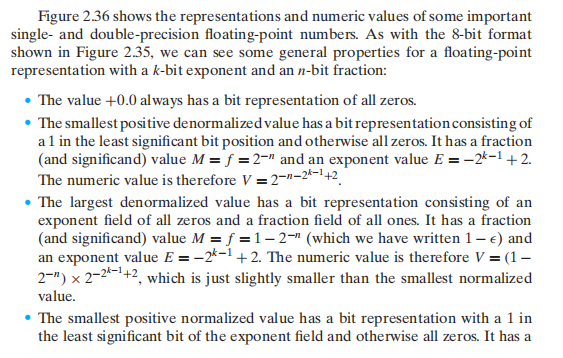 Figure 2.36 shows the representations and numeric values of some important
single- and double-precision floating-point numbers. As with the 8-bit format
shown in Figure 2.35, we can see some general properties for a floating-point
representation with a k-bit exponent and an n-bit fraction:
• The value +0.0 always has a bit representation of all zeros.
• The smallest positive denormalized value has a bit representation consisting of
a 1 in the least significant bit position and otherwise all zeros. It has a fraction
(and significand) value M = f = 2⁻ⁿ and an exponent value E = −2ᵏ⁻¹ + 2.
The numeric value is therefore V = 2^{−n−2^{k−1}+2}.
• The largest denormalized value has a bit representation consisting of an
exponent field of all zeros and a fraction field of all ones. It has a fraction
(and significand) value M = f = 1 − 2⁻ⁿ (which we have written 1 − ϵ) and
an exponent value E = −2ᵏ⁻¹ + 2. The numeric value is therefore V = (1 −
2⁻ⁿ) × 2^{−2^{k−1}+2}, which is just slightly smaller than the smallest normalized
value.
• The smallest positive normalized value has a bit representation with a 1 in
the least significant bit of the exponent field and otherwise all zeros. It has a